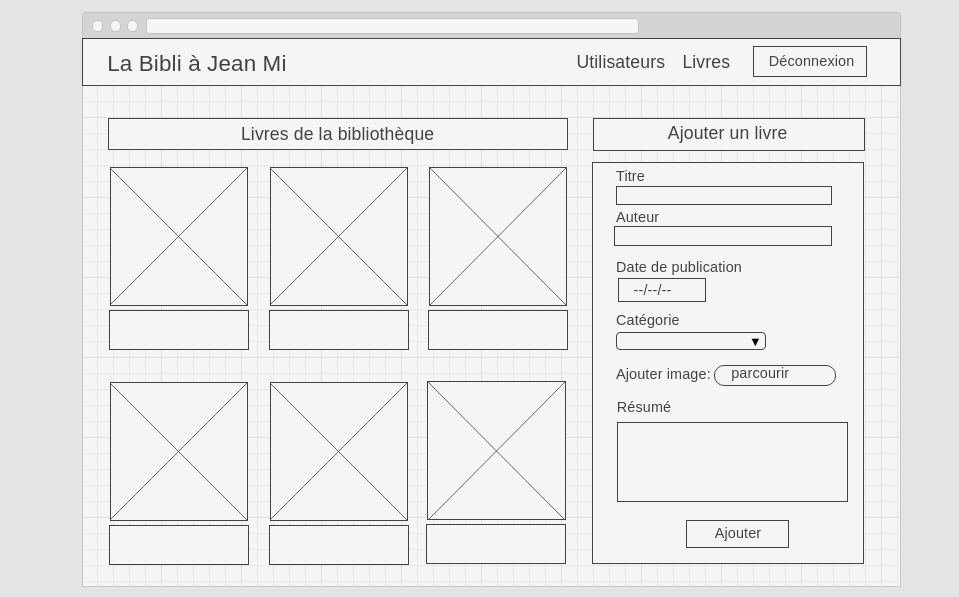 La Bibli à Jean Mi
Utilisateurs Livres Déconnexion
Livres de la bibliothèque
Ajouter un livre
Titre
Auteur
Date de publication
--/--/--
Catégorie
▼
Ajouter image: parcourir
Résumé
Ajouter